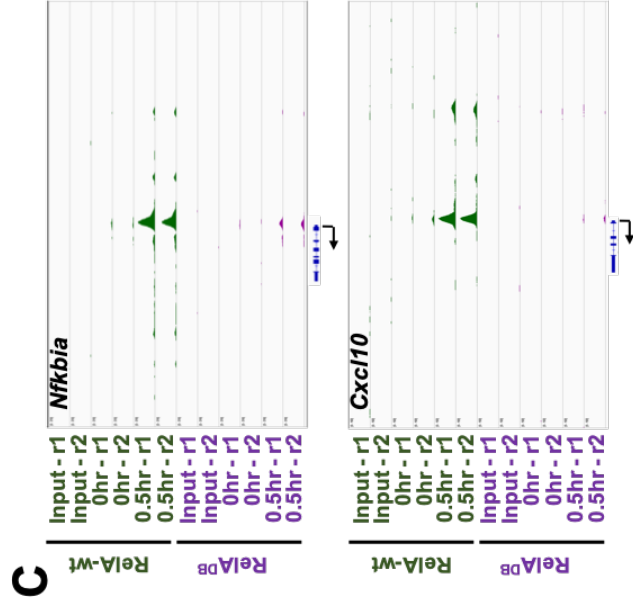 C
Nfkbia
RelA-wt
Input - r1
Input - r2
0hr - r1
0hr - r2
0.5hr - r1
0.5hr - r2
RelADB
Input - r1
Input - r2
0hr - r1
0hr - r2
0.5hr - r1
0.5hr - r2
Cxcl10
RelA-wt
Input - r1
Input - r2
0hr - r1
0hr - r2
0.5hr - r1
0.5hr - r2
RelADB
Input - r1
Input - r2
0hr - r1
0hr - r2
0.5hr - r1
0.5hr - r2